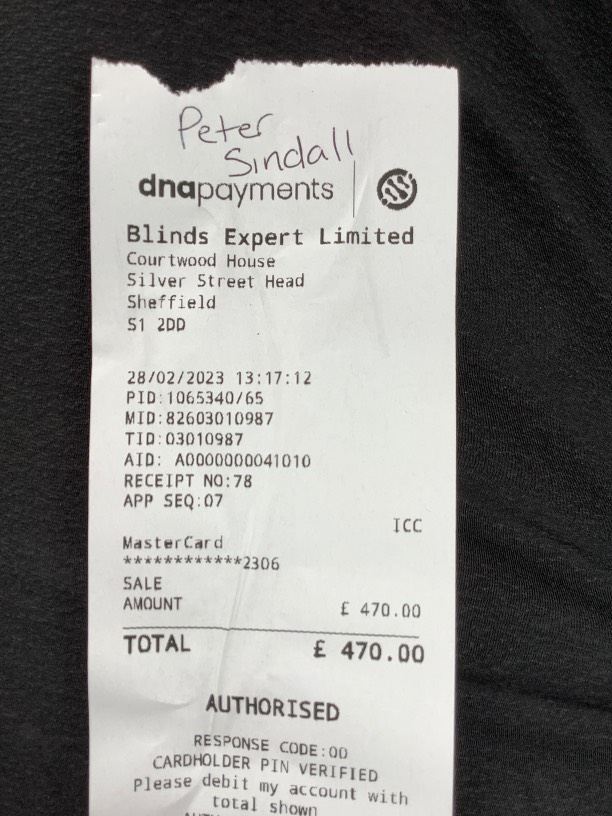 Peter
Sindall
dnapayments
Blinds Expert Limited
Courtwood House
Silver Street Head
Sheffield
S1 2DD
28/02/2023 13:17:12
PID:1065340/65
MID:82603010987
TID:03010987
AID: A0000000041010
RECEIPT NO:78
APP SEQ:07
ICC
MasterCard
************2306
SALE
AMOUNT £ 470.00
TOTAL £ 470.00
AUTHORISED
RESPONSE CODE:00
CARDHOLDER PIN VERIFIED
Please debit my account with
total shown